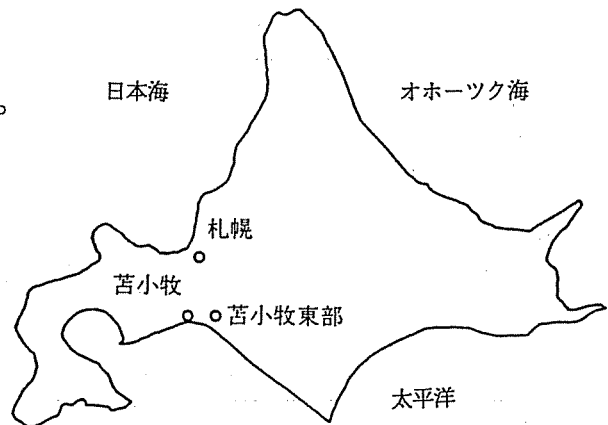 日本海
オホーツク海
札幌
苫小牧
苫小牧東部
太平洋